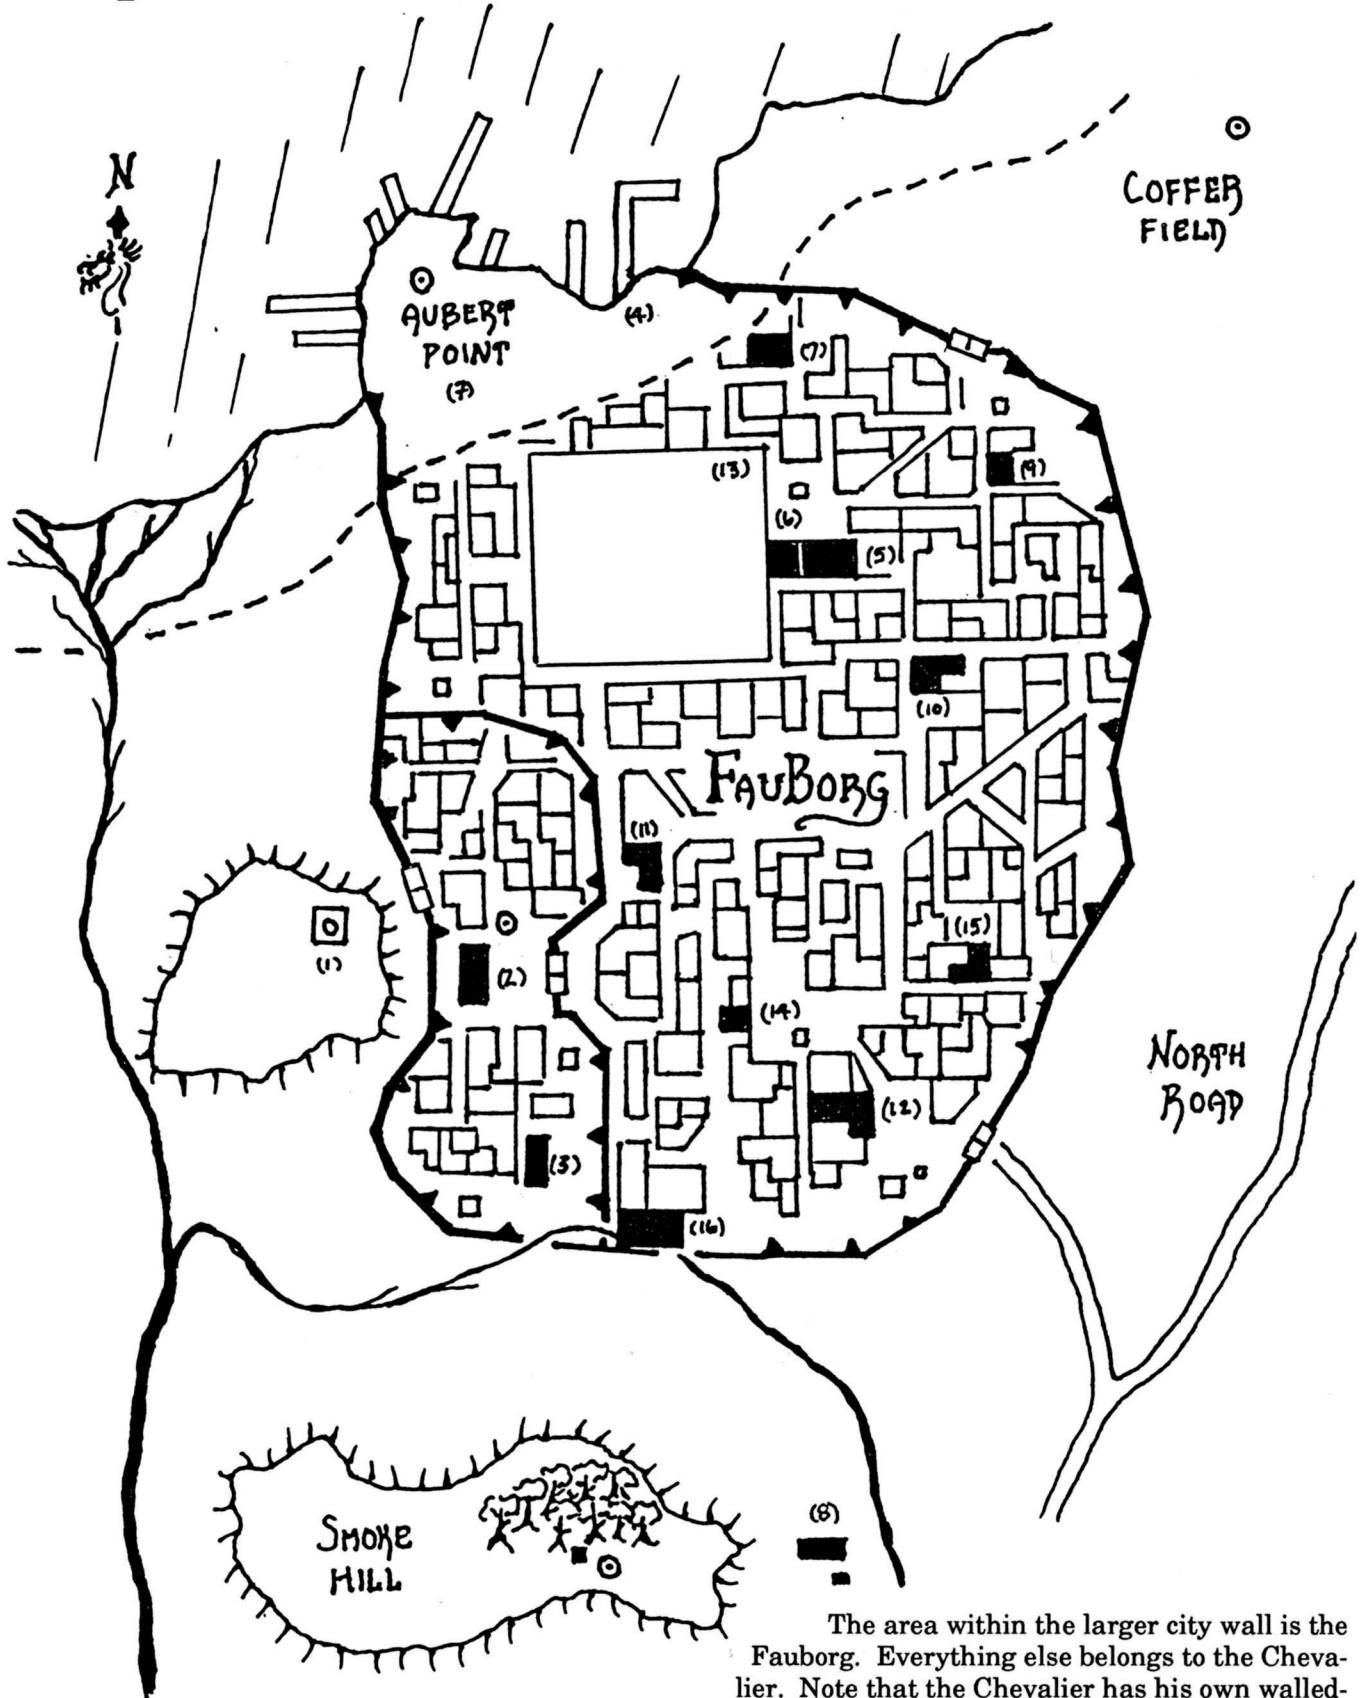 N
COFFER
FIELD
AUBERT
POINT
(7)
(4)
(7)
(13)
(9)
(6)
(5)
(10)
FAUBORG
(11)
(15)
(1)
(2)
(14)
NORTH
ROAD
(12)
(3)
(16)
SMOKE
HILL
(8)
The area within the larger city wall is the
Fauborg. Everything else belongs to the Cheva-
lier. Note that the Chevalier has his own walled-